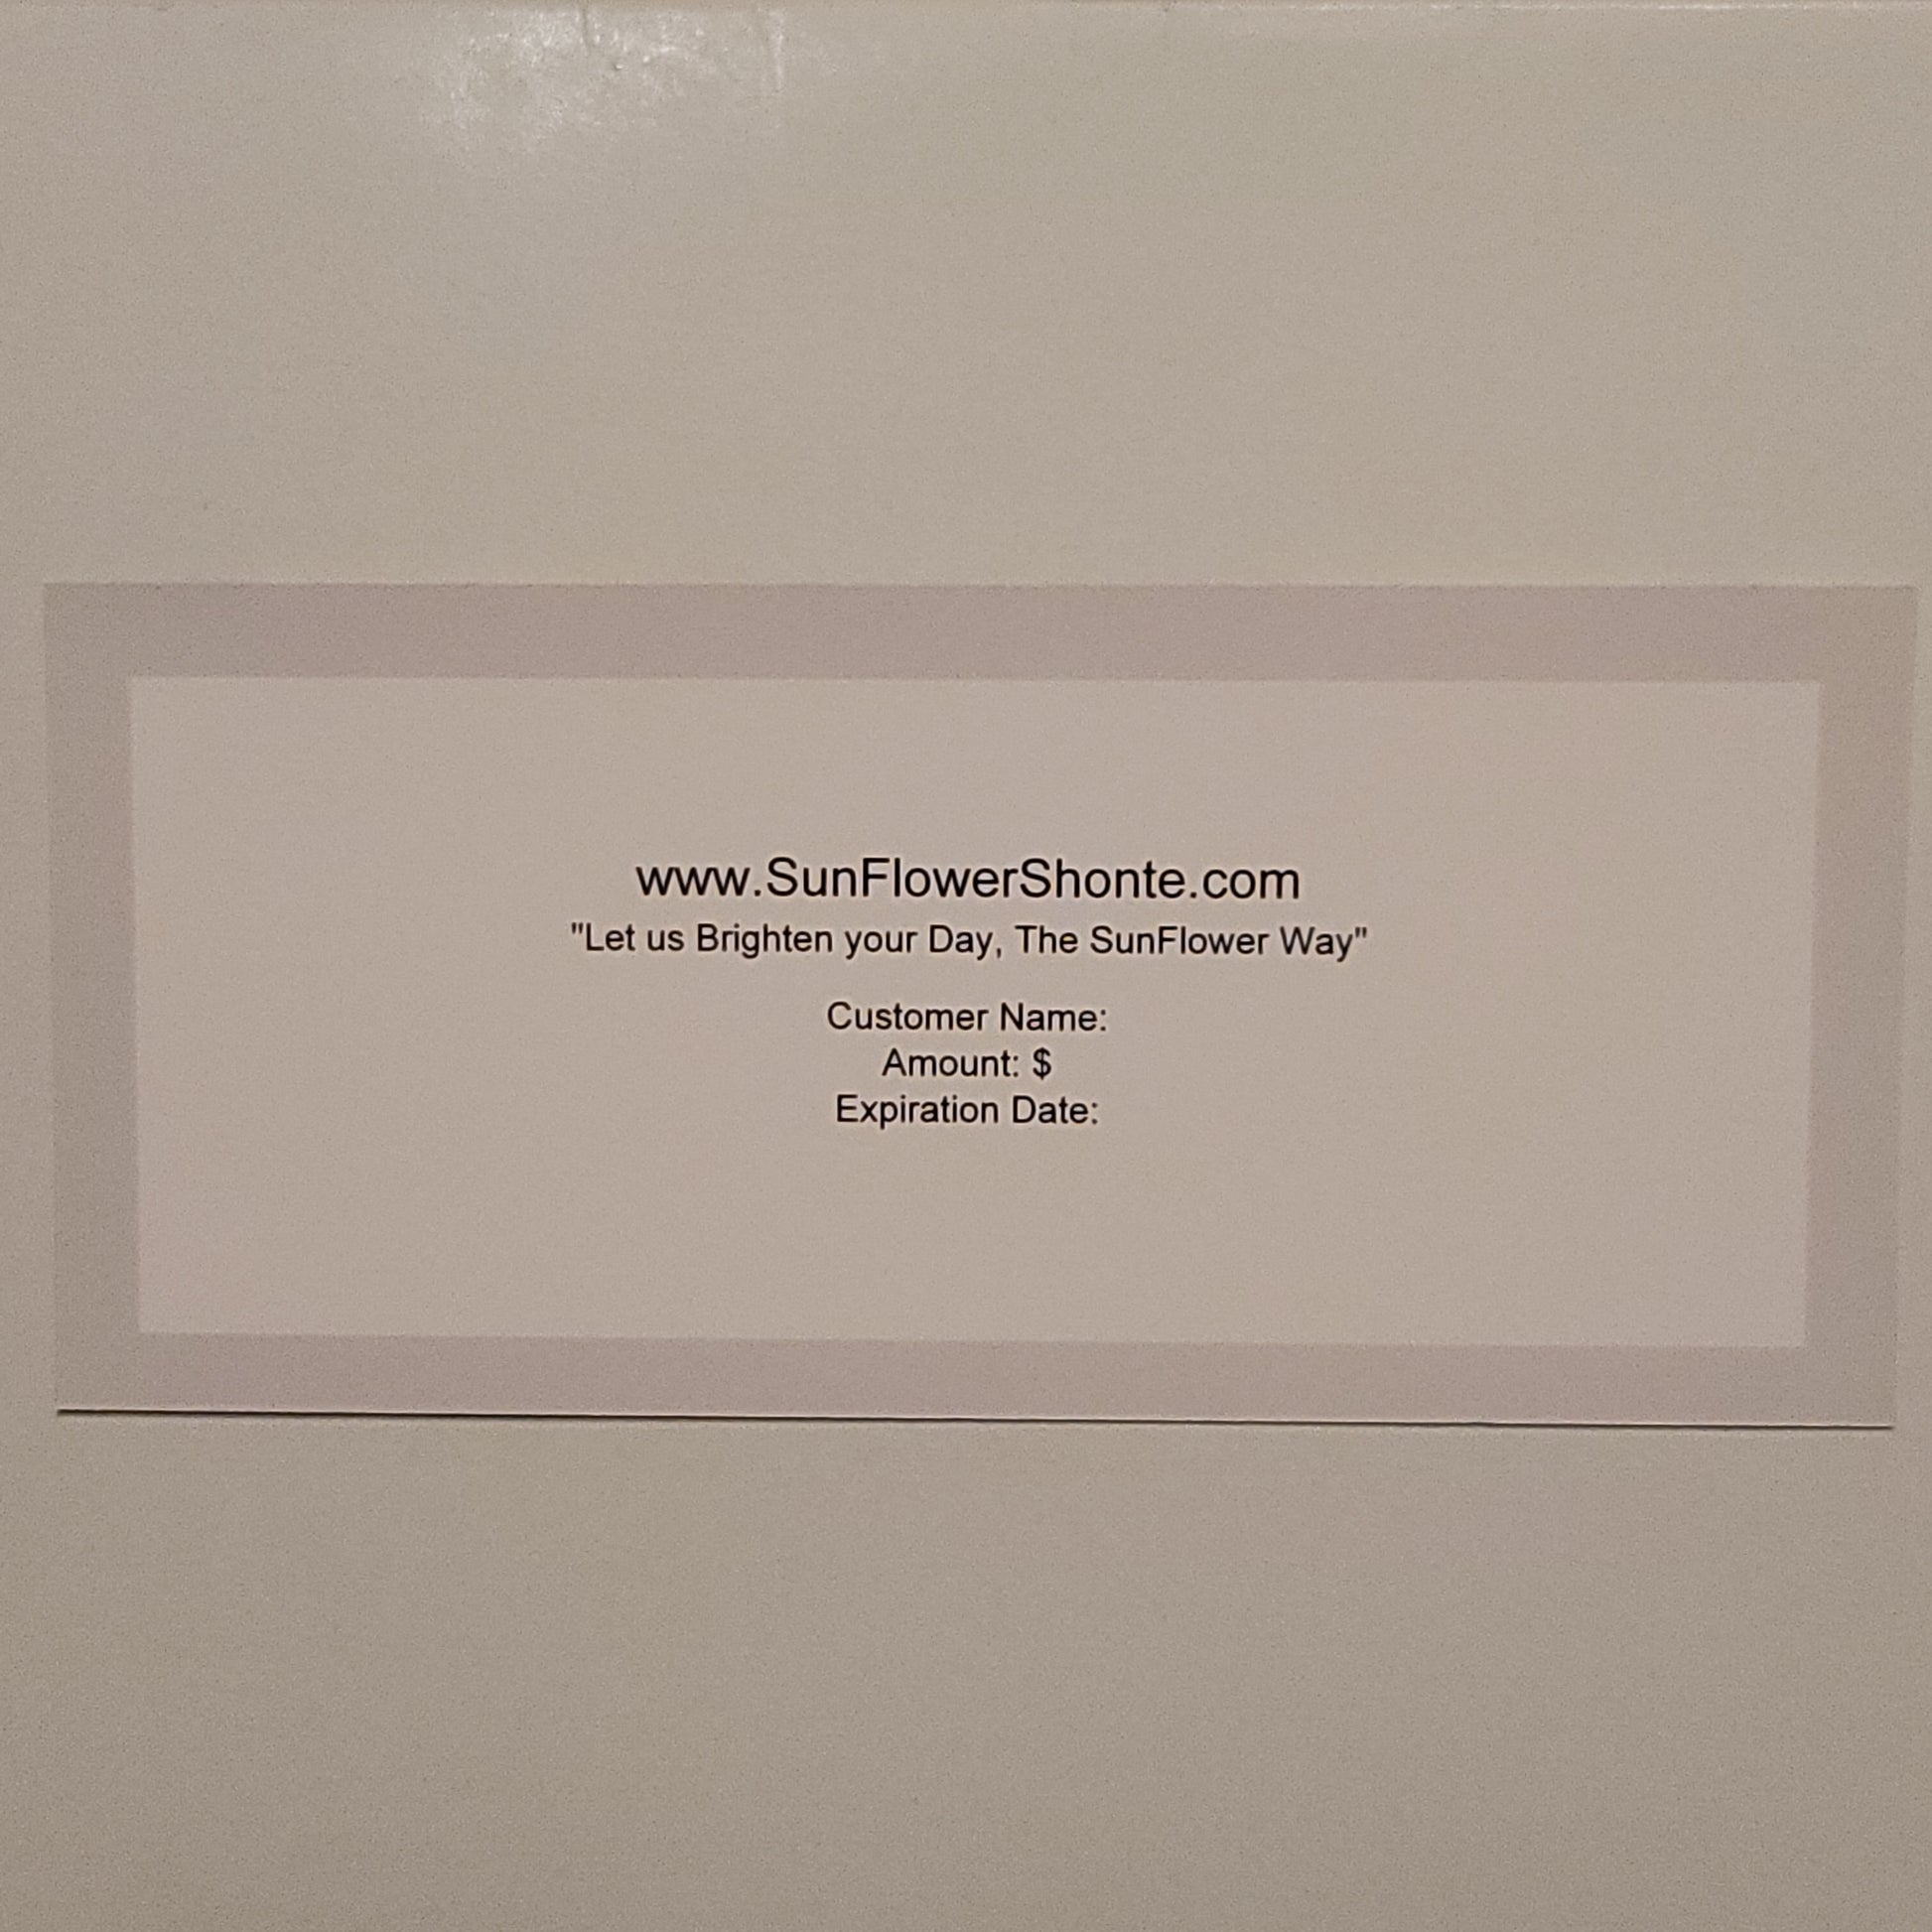 www.SunFlowerShonte.com
"Let us Brighten your Day, The SunFlower Way"
Customer Name:
Amount: $
Expiration Date: